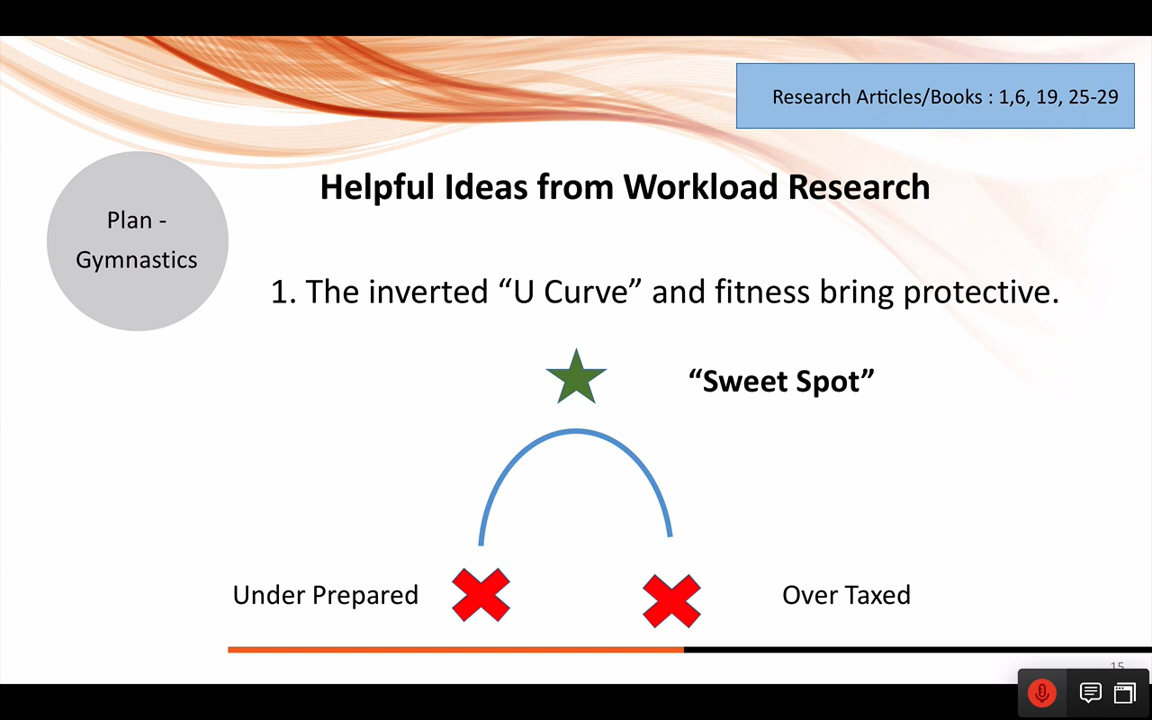 Research Articles/Books : 1,6, 19, 25-29
Plan -
Gymnastics
Helpful Ideas from Workload Research
1. The inverted “U Curve” and fitness bring protective.
“Sweet Spot”
Under Prepared
Over Taxed
15